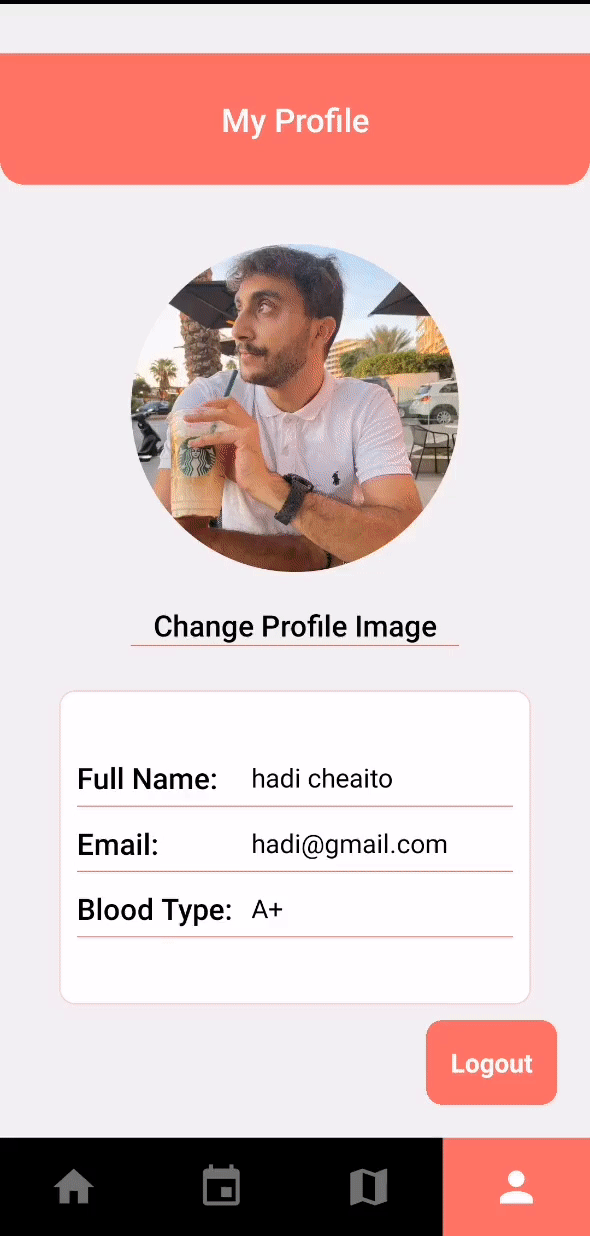 My Profile
Change Profile Image
Full Name: hadi cheaito
Email: hadi@gmail.com
Blood Type: A+
Logout